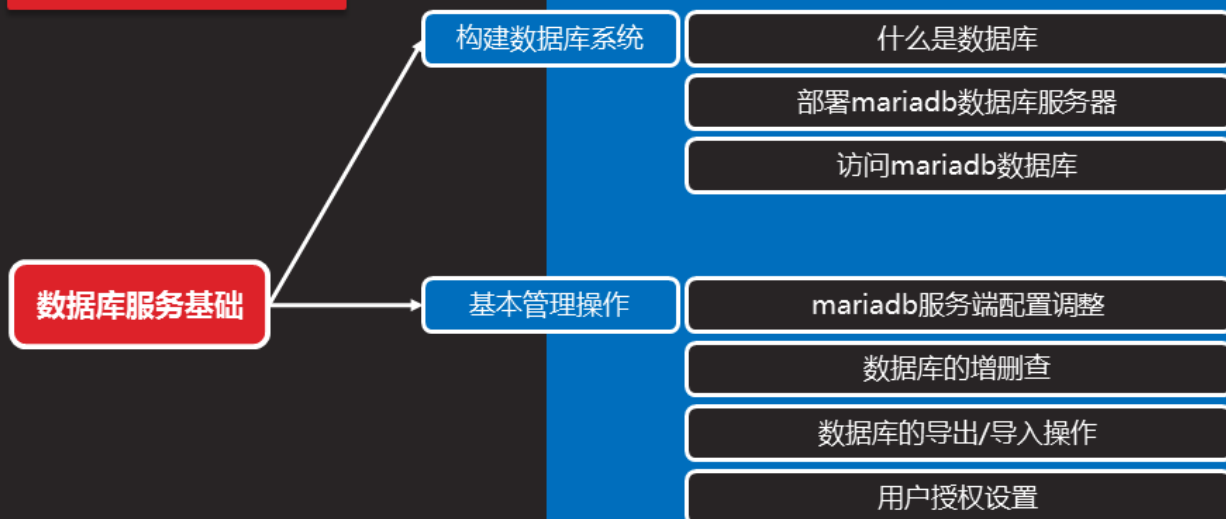 构建数据库系统
什么是数据库
部署mariadb数据库服务器
访问mariadb数据库
数据库服务基础
基本管理操作
mariadb服务端配置调整
数据库的增删查
数据库的导出/导入操作
用户授权设置